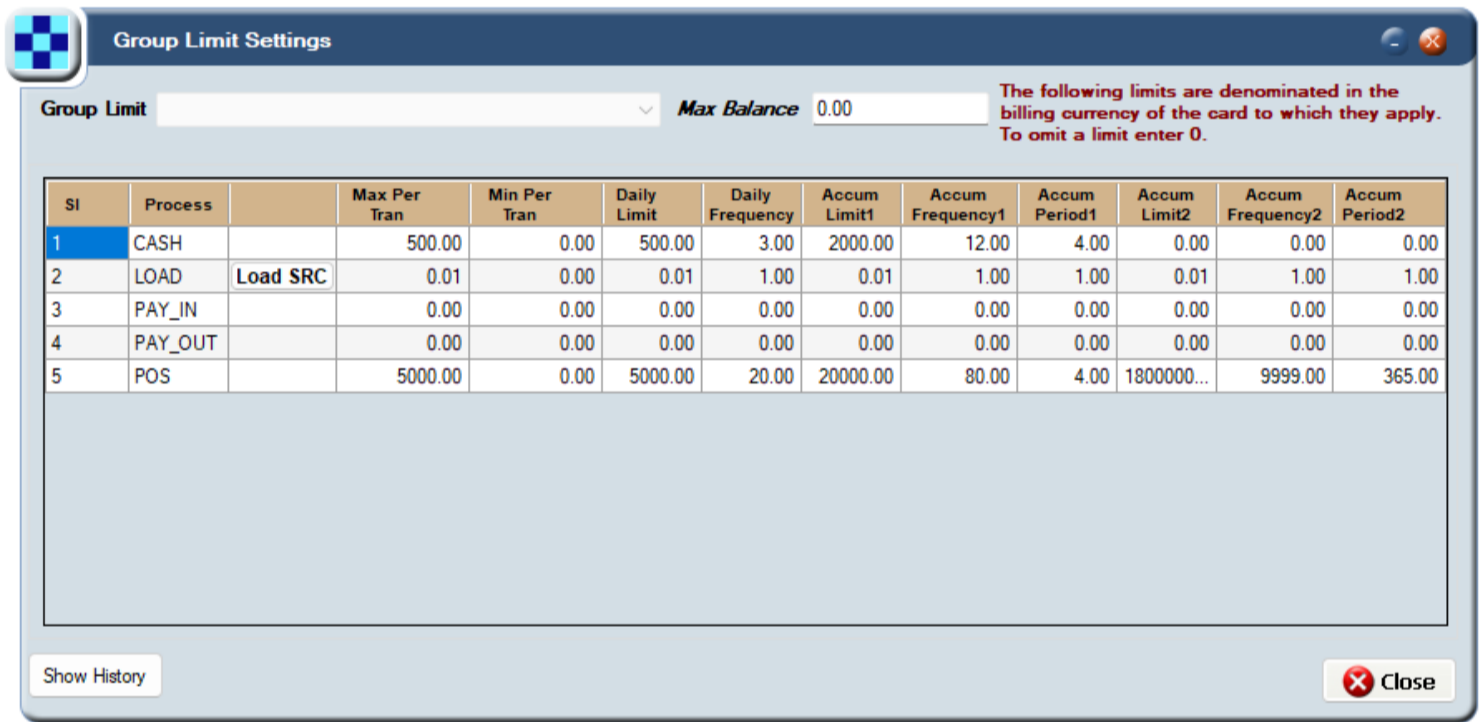 Group Limit Settings
Group Limit
Max Balance 0.00
The following limits are denominated in the
billing currency of the card to which they apply.
To omit a limit enter 0.
SI Process Max Per Tran Min Per Tran Daily Limit Daily Frequency Accum Limit1 Accum Frequency1 Accum Period1 Accum Limit2 Accum Frequency2 Accum Period2
1 CASH 500.00 0.00 500.00 3.00 2000.00 12.00 4.00 0.00 0.00 0.00
2 LOAD Load SRC 0.01 0.00 0.01 1.00 0.01 1.00 1.00 0.01 1.00 1.00
3 PAY_IN 0.00 0.00 0.00 0.00 0.00 0.00 0.00 0.00 0.00 0.00
4 PAY_OUT 0.00 0.00 0.00 0.00 0.00 0.00 0.00 0.00 0.00 0.00
5 POS 5000.00 0.00 5000.00 20.00 20000.00 80.00 4.00 1800000... 9999.00 365.00
Show History
Close